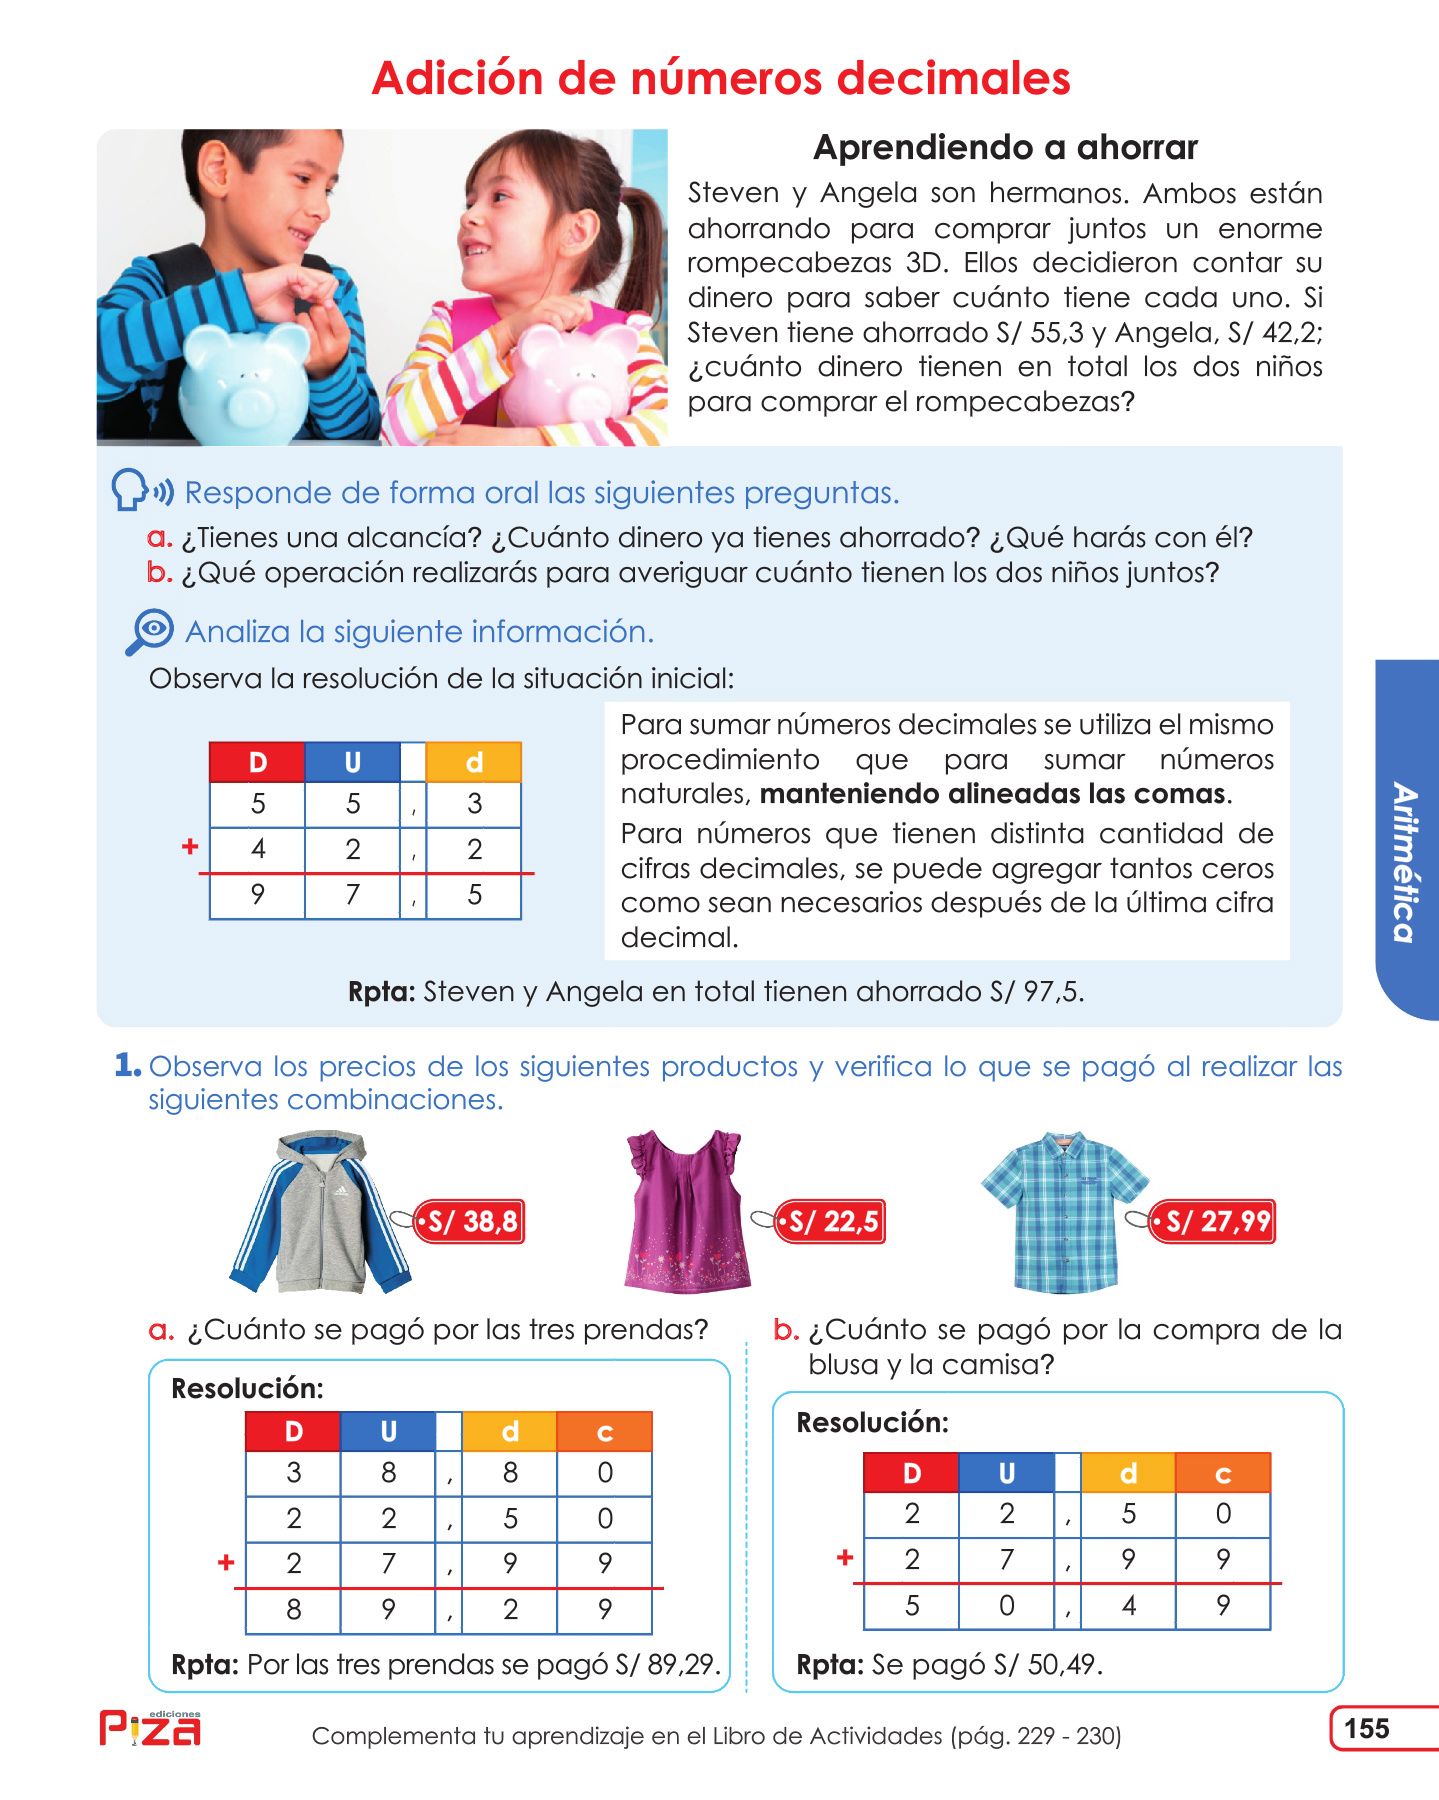 Adición de números decimales
Aprendiendo a ahorrar
Steven y Angela son hermanos. Ambos están
ahorrando para comprar juntos un enorme
rompecabezas 3D. Ellos decidieron contar su
dinero para saber cuánto tiene cada uno. Si
Steven tiene ahorrado S/ 55,3 y Angela, S/ 42,2;
¿cuánto dinero tienen en total los dos niños
para comprar el rompecabezas?
Responde de forma oral las siguientes preguntas.
a. ¿Tienes una alcancía? ¿Cuánto dinero ya tienes ahorrado? ¿Qué harás con él?
b. ¿Qué operación realizarás para averiguar cuánto tienen los dos niños juntos?
Analiza la siguiente información.
Observa la resolución de la situación inicial:
D U d
5 5 , 3
+ 4 2 , 2
9 7 , 5
Para sumar números decimales se utiliza el mismo
procedimiento que para sumar números
naturales, manteniendo alineadas las comas.
Para números que tienen distinta cantidad de
cifras decimales, se puede agregar tantos ceros
como sean necesarios después de la última cifra
decimal.
Rpta: Steven y Angela en total tienen ahorrado S/ 97,5.
Aritmética
1. Observa los precios de los siguientes productos y verifica lo que se pagó al realizar las
siguientes combinaciones.
adidas
S/ 38,8
S/ 22,5
S/ 27,99
a. ¿Cuánto se pagó por las tres prendas?
Resolución:
D U d c
3 8 , 8 0
2 2 , 5 0
+ 2 7 , 9 9
8 9 , 2 9
Rpta: Por las tres prendas se pagó S/ 89,29.
b. ¿Cuánto se pagó por la compra de la
blusa y la camisa?
Resolución:
D U d c
2 2 , 5 0
+ 2 7 , 9 9
5 0 , 4 9
Rpta: Se pagó S/ 50,49.
ediciones
Piza
Complementa tu aprendizaje en el Libro de Actividades (pág. 229 - 230)
155